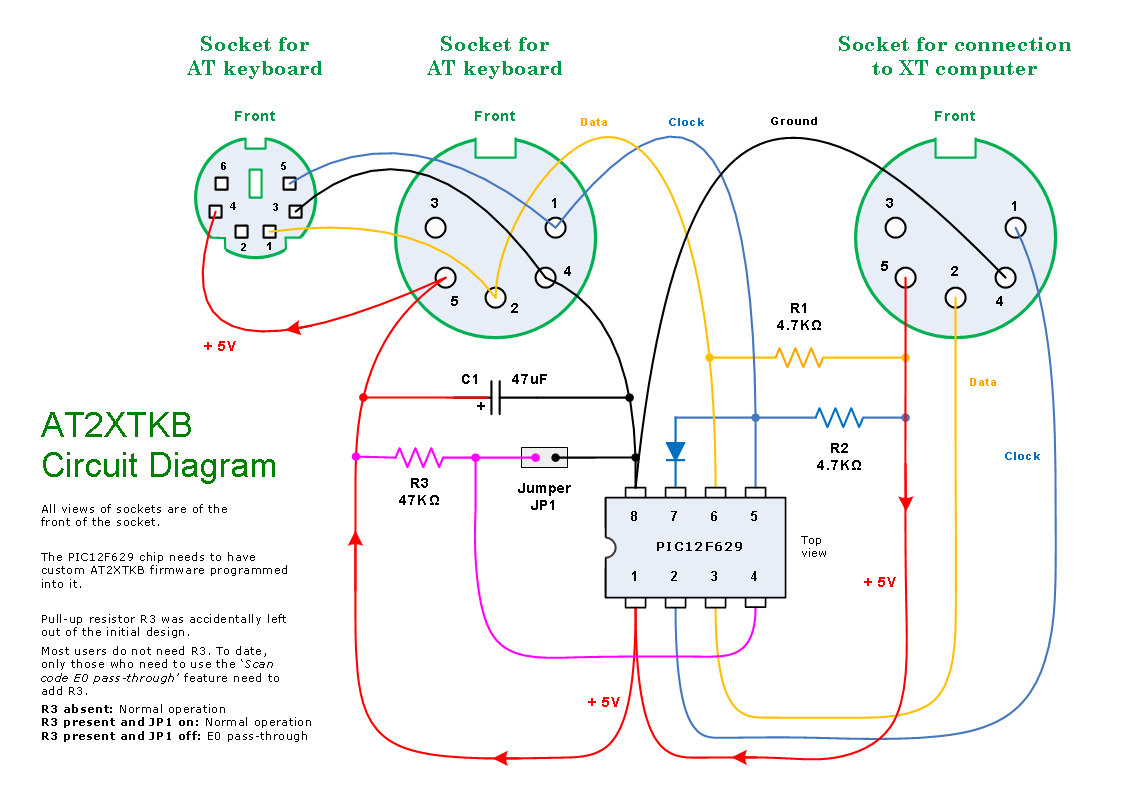 Socket for
AT keyboard
Socket for
AT keyboard
Socket for connection
to XT computer
Front
Front
Front
Data
Clock
Ground
6
5
4
3
2
1
3
1
4
5
2
3
1
5
2
4
+ 5V
R1
4.7KΩ
C1
47uF
+
Data
R2
4.7KΩ
Clock
R3
47KΩ
Jumper
JP1
8
7
6
5
PIC12F629
1
2
3
4
Top
view
+ 5V
+ 5V
AT2XTKB
Circuit Diagram
All views of sockets are of the
front of the socket.
The PIC12F629 chip needs to have
custom AT2XTKB firmware programmed
into it.
Pull-up resistor R3 was accidentally left
out of the initial design.
Most users do not need R3. To date,
only those who need to use the ‘Scan
code E0 pass-through’ feature need to
add R3.
R3 absent: Normal operation
R3 present and JP1 on: Normal operation
R3 present and JP1 off: E0 pass-through